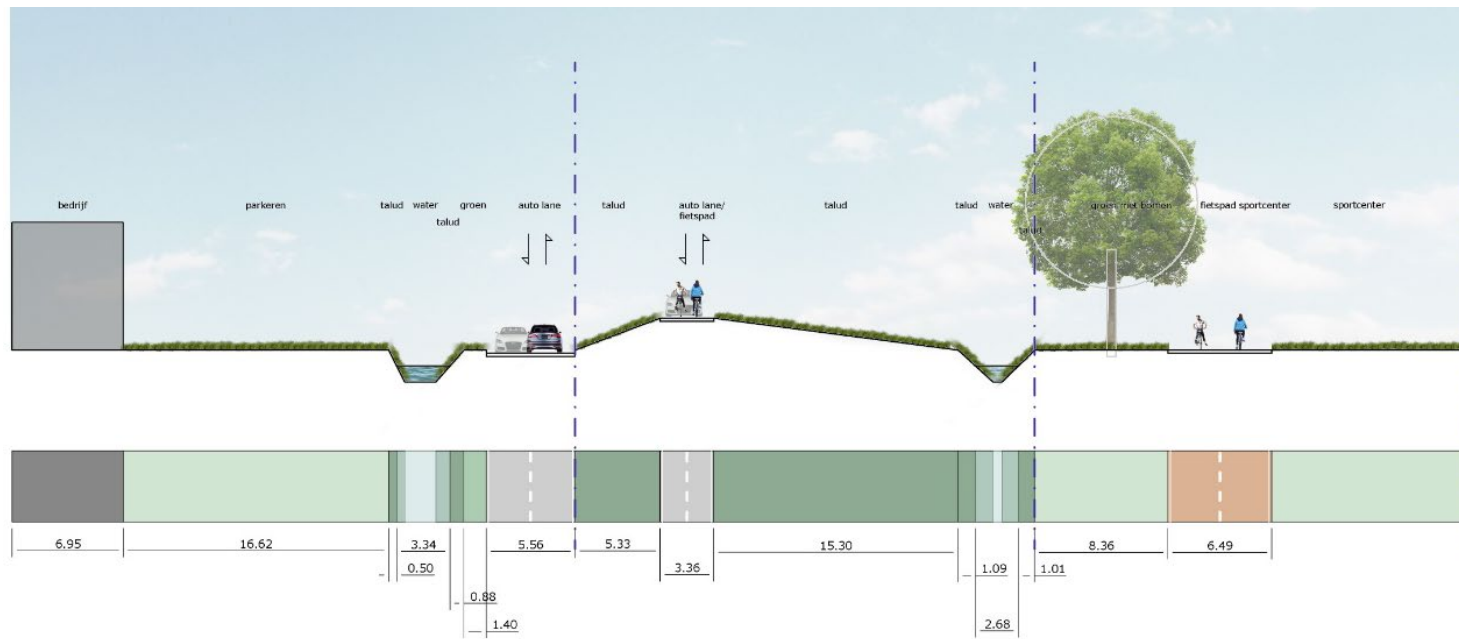 bedrijf
parkeren
talud
water
talud
groen
auto lane
talud
auto lane/
fietspad
talud
talud
water
talud
groen met bomen
fietspad sportcenter
sportcenter
6.95
16.62
3.34
5.56
5.33
15.30
8.36
6.49
0.50
3.36
1.09
1.01
0.88
1.40
2.68